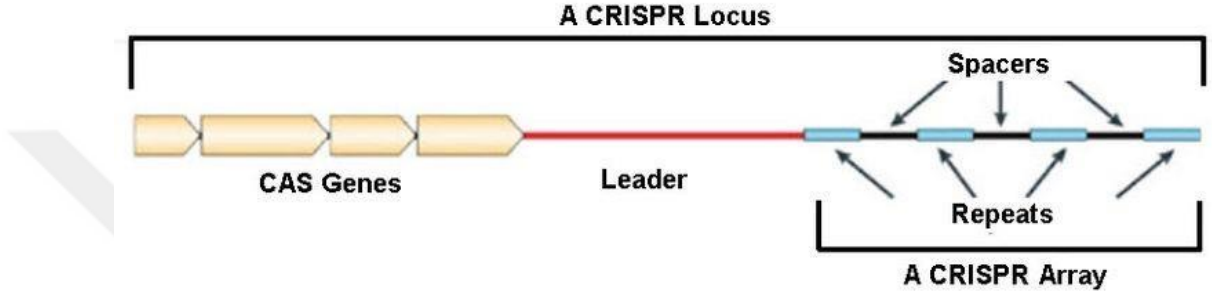 A CRISPR Locus
Spacers
CAS Genes
Leader
Repeats
A CRISPR Array